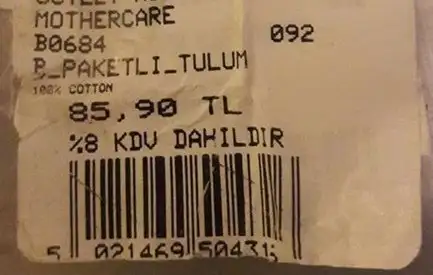 MOTHERCARE
B0684 092
B_PAKETLI_TULUM
100% COTTON
85,90 TL
%8 KDV DAHILDIR
5 021469 50431